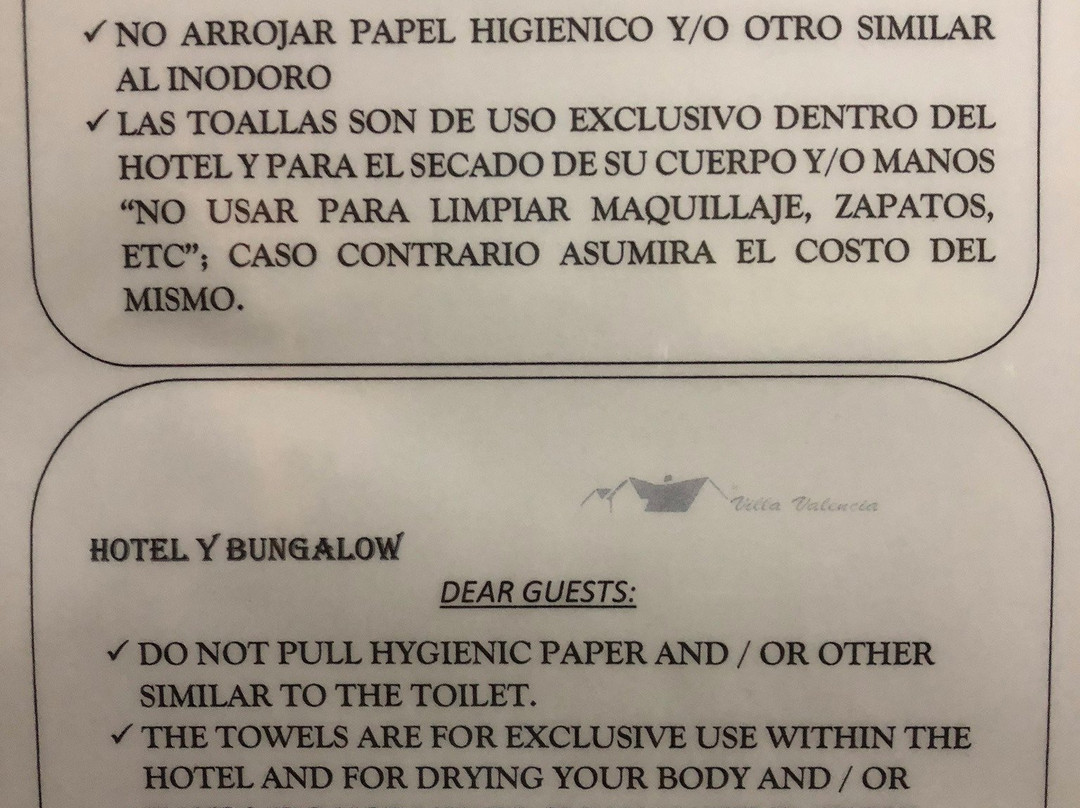 ✓ NO ARROJAR PAPEL HIGIENICO Y/O OTRO SIMILAR
AL INODORO
✓ LAS TOALLAS SON DE USO EXCLUSIVO DENTRO DEL
HOTEL Y PARA EL SECADO DE SU CUERPO Y/O MANOS
“NO USAR PARA LIMPIAR MAQUILLAJE, ZAPATOS,
ETC”; CASO CONTRARIO ASUMIRA EL COSTO DEL
MISMO.
Villa Valencia
HOTEL Y BUNGALOW
DEAR GUESTS:
✓ DO NOT PULL HYGIENIC PAPER AND / OR OTHER
SIMILAR TO THE TOILET.
✓ THE TOWELS ARE FOR EXCLUSIVE USE WITHIN THE
HOTEL AND FOR DRYING YOUR BODY AND / OR